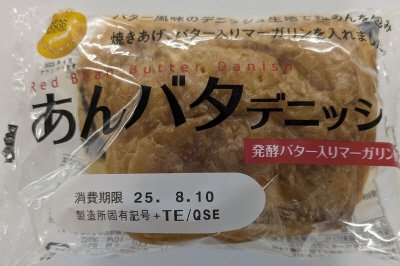 バター風味のデニッシュ生地で粒あんを包み
焼きあげ、バター入りマーガリンを入れました
Red Bean Butter Danish
あんバタデニッシュ
発酵バター入りマーガリン
消費期限 25. 8.10
製造所固有記号 +TE/QSE